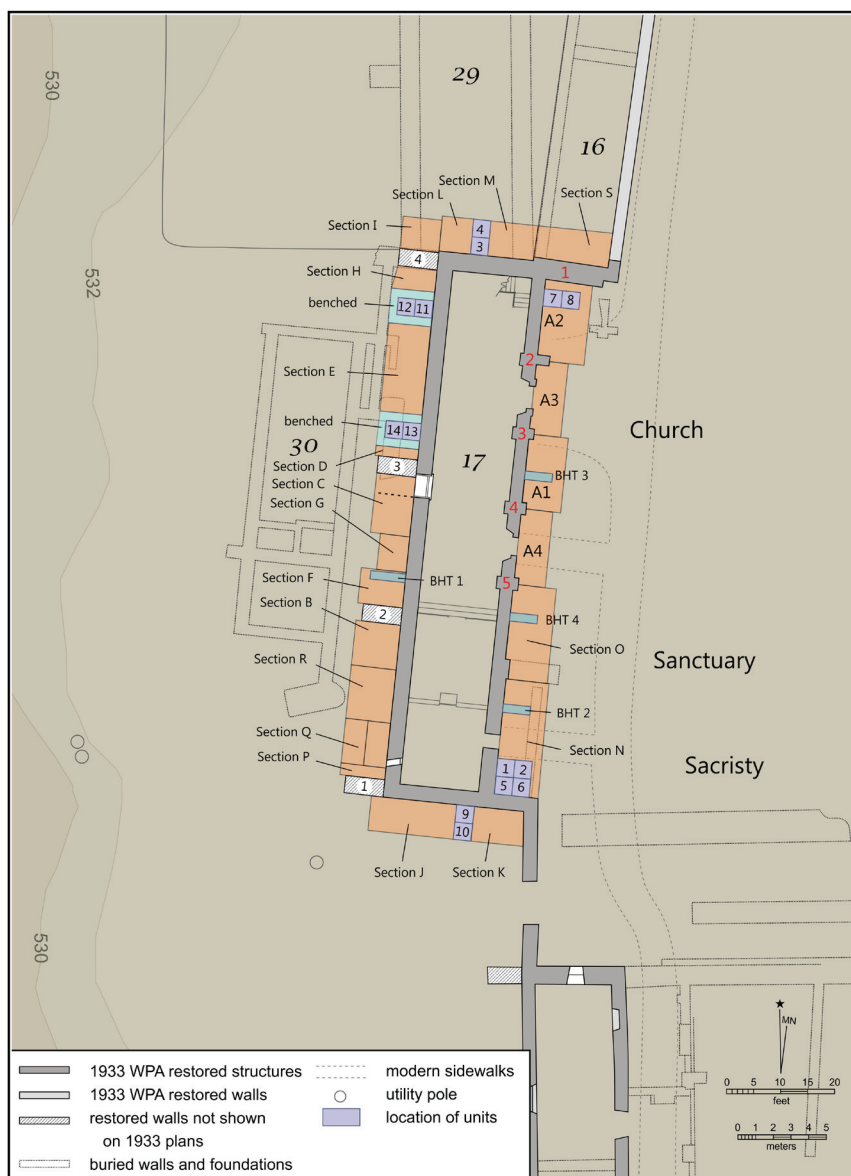 530
29
16
Section M
Section L
Section S
Section I
4
3
4
1
Section H
532
benched
12 11
7 8
A2
2
Section E
A3
benched
14 13
3
Church
30
17
Section D
3
BHT 3
Section C
A1
4
Section G
A4
Section F
BHT 1
5
Section B
2
BHT 4
Section O
Section R
Sanctuary
BHT 2
Section Q
Section N
Section P
Sacristy
1 2
5 6
1
9
10
Section J
Section K
530
MN
0 5 10 15 20
feet
0 1 2 3 4 5
meters
1933 WPA restored structures
1933 WPA restored walls
restored walls not shown
on 1933 plans
buried walls and foundations
modern sidewalks
utility pole
location of units